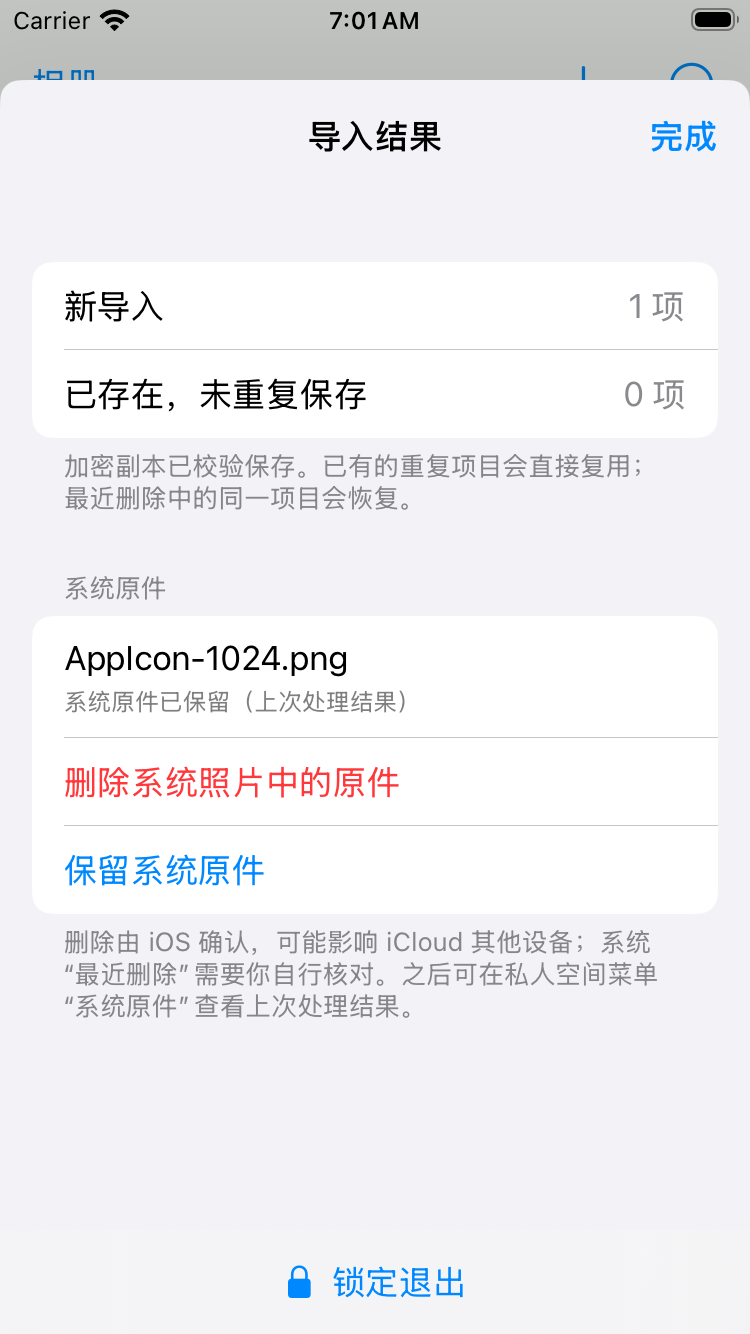 Carrier 7:01 AM
导入结果 完成
新导入 1 项
已存在，未重复保存 0 项
加密副本已校验保存。已有的重复项目会直接复用；
最近删除中的同一项目会恢复。
系统原件
AppIcon-1024.png
系统原件已保留（上次处理结果）
删除系统照片中的原件
保留系统原件
删除由 iOS 确认，可能影响 iCloud 其他设备；系统
“最近删除”需要你自行核对。之后可在私人空间菜单
“系统原件”查看上次处理结果。
锁定退出